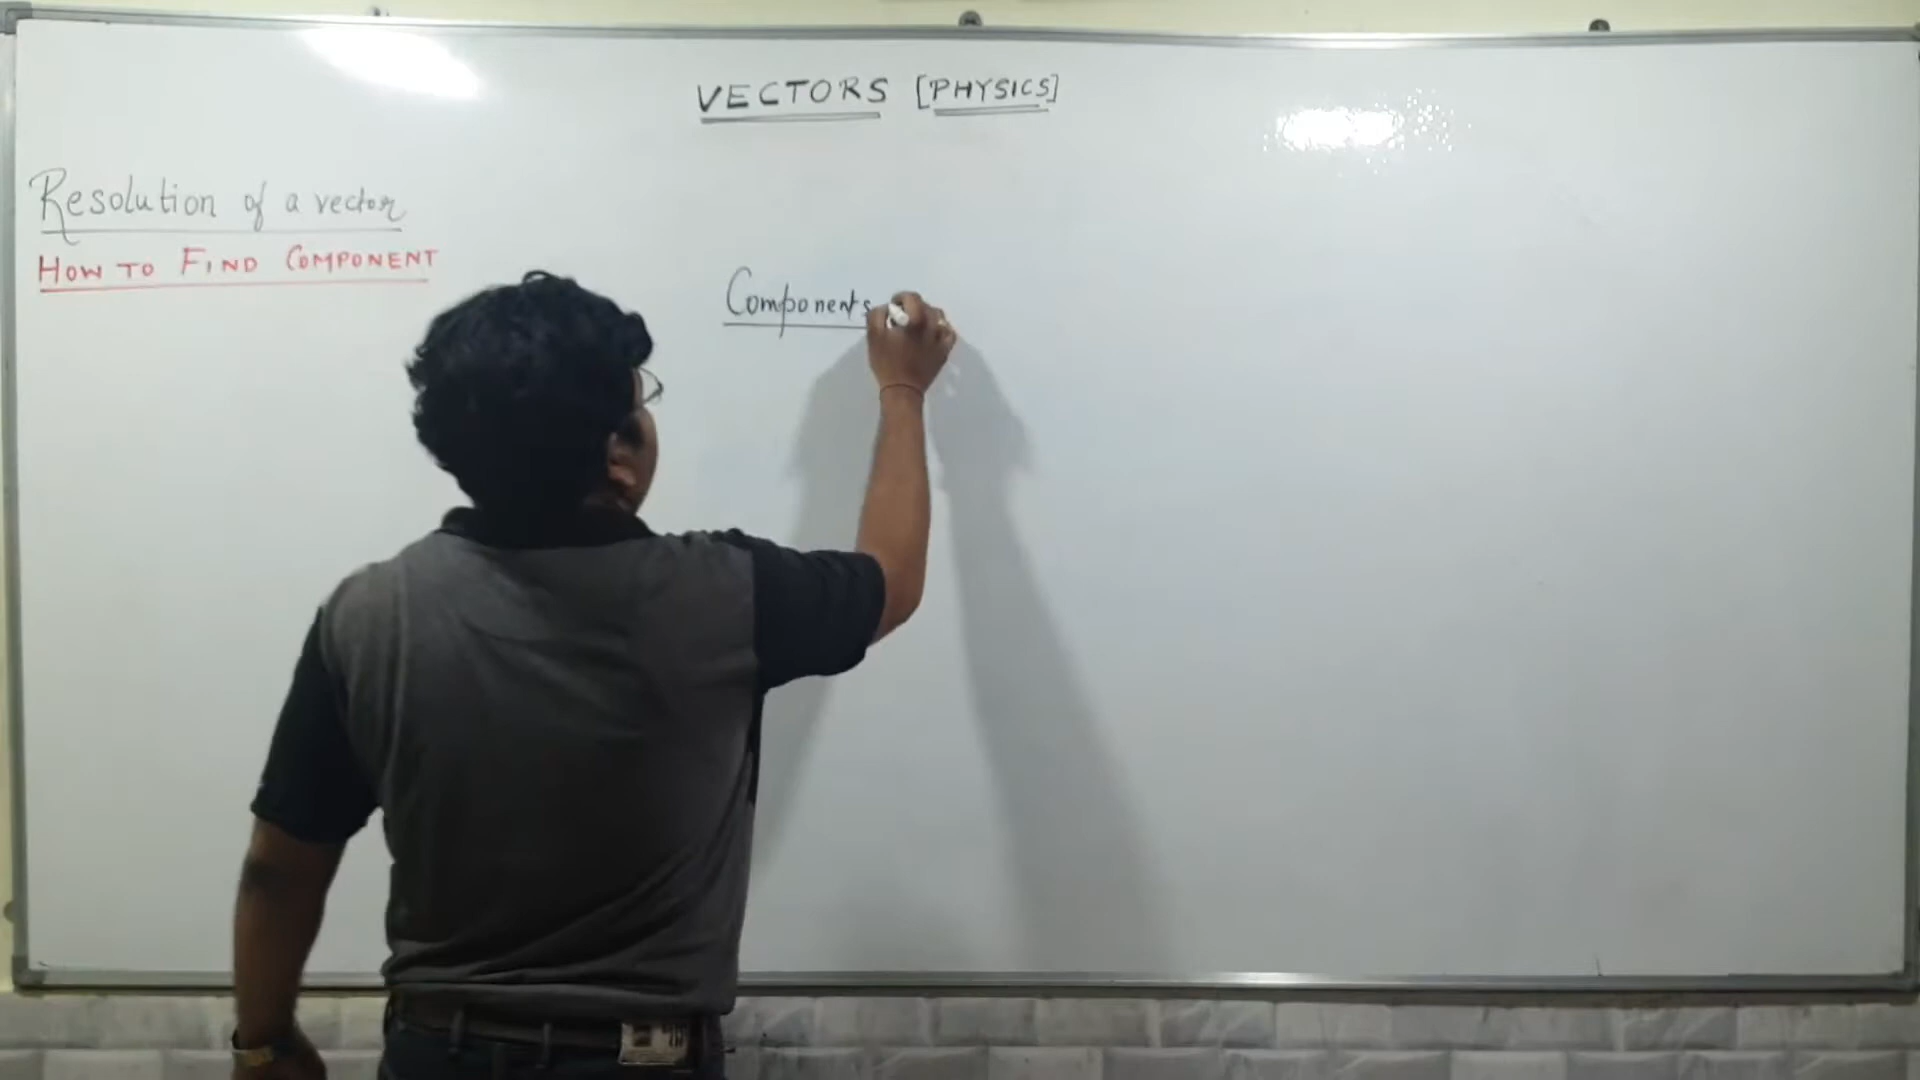 VECTORS [PHYSICS]
Resolution of a vector
HOW TO FIND COMPONENT
Components